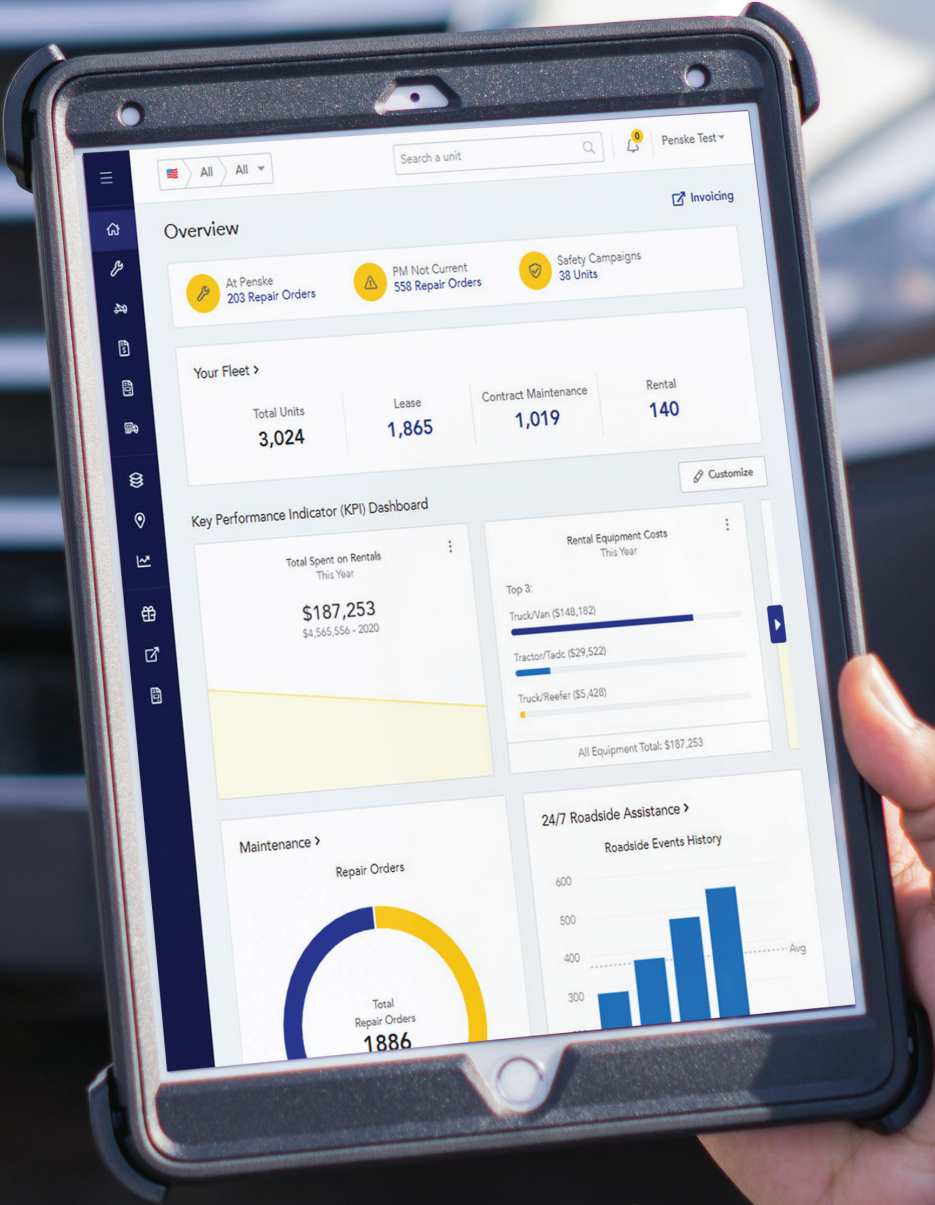 All
All
Search a unit
0
Penske Test
Overview
Invoicing
At Penske
203 Repair Orders
PM Not Current
558 Repair Orders
Safety Campaigns
38 Units
Your Fleet >
Total Units
3,024
Lease
1,865
Contract Maintenance
1,019
Rental
140
Customize
Key Performance Indicator (KPI) Dashboard
Total Spent on Rentals
This Year
$187,253
$4,565,556 - 2020
Rental Equipment Costs
This Year
Top 3:
Truck/Van ($148,182)
Tractor/Tadc ($29,522)
Truck/Reefer ($5,428)
All Equipment Total: $187,253
Maintenance >
Repair Orders
Total
Repair Orders
1886
24/7 Roadside Assistance >
Roadside Events History
600
500
400
300
Avg